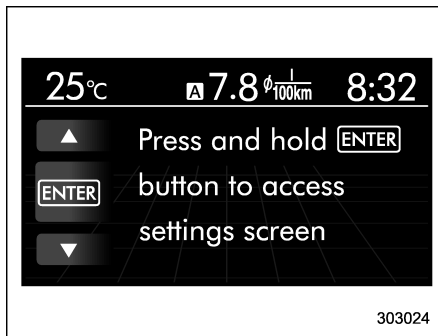 25°C A 7.8 ϕ l/100km 8:32
▲ Press and hold ENTER
ENTER button to access
▼ settings screen
303024